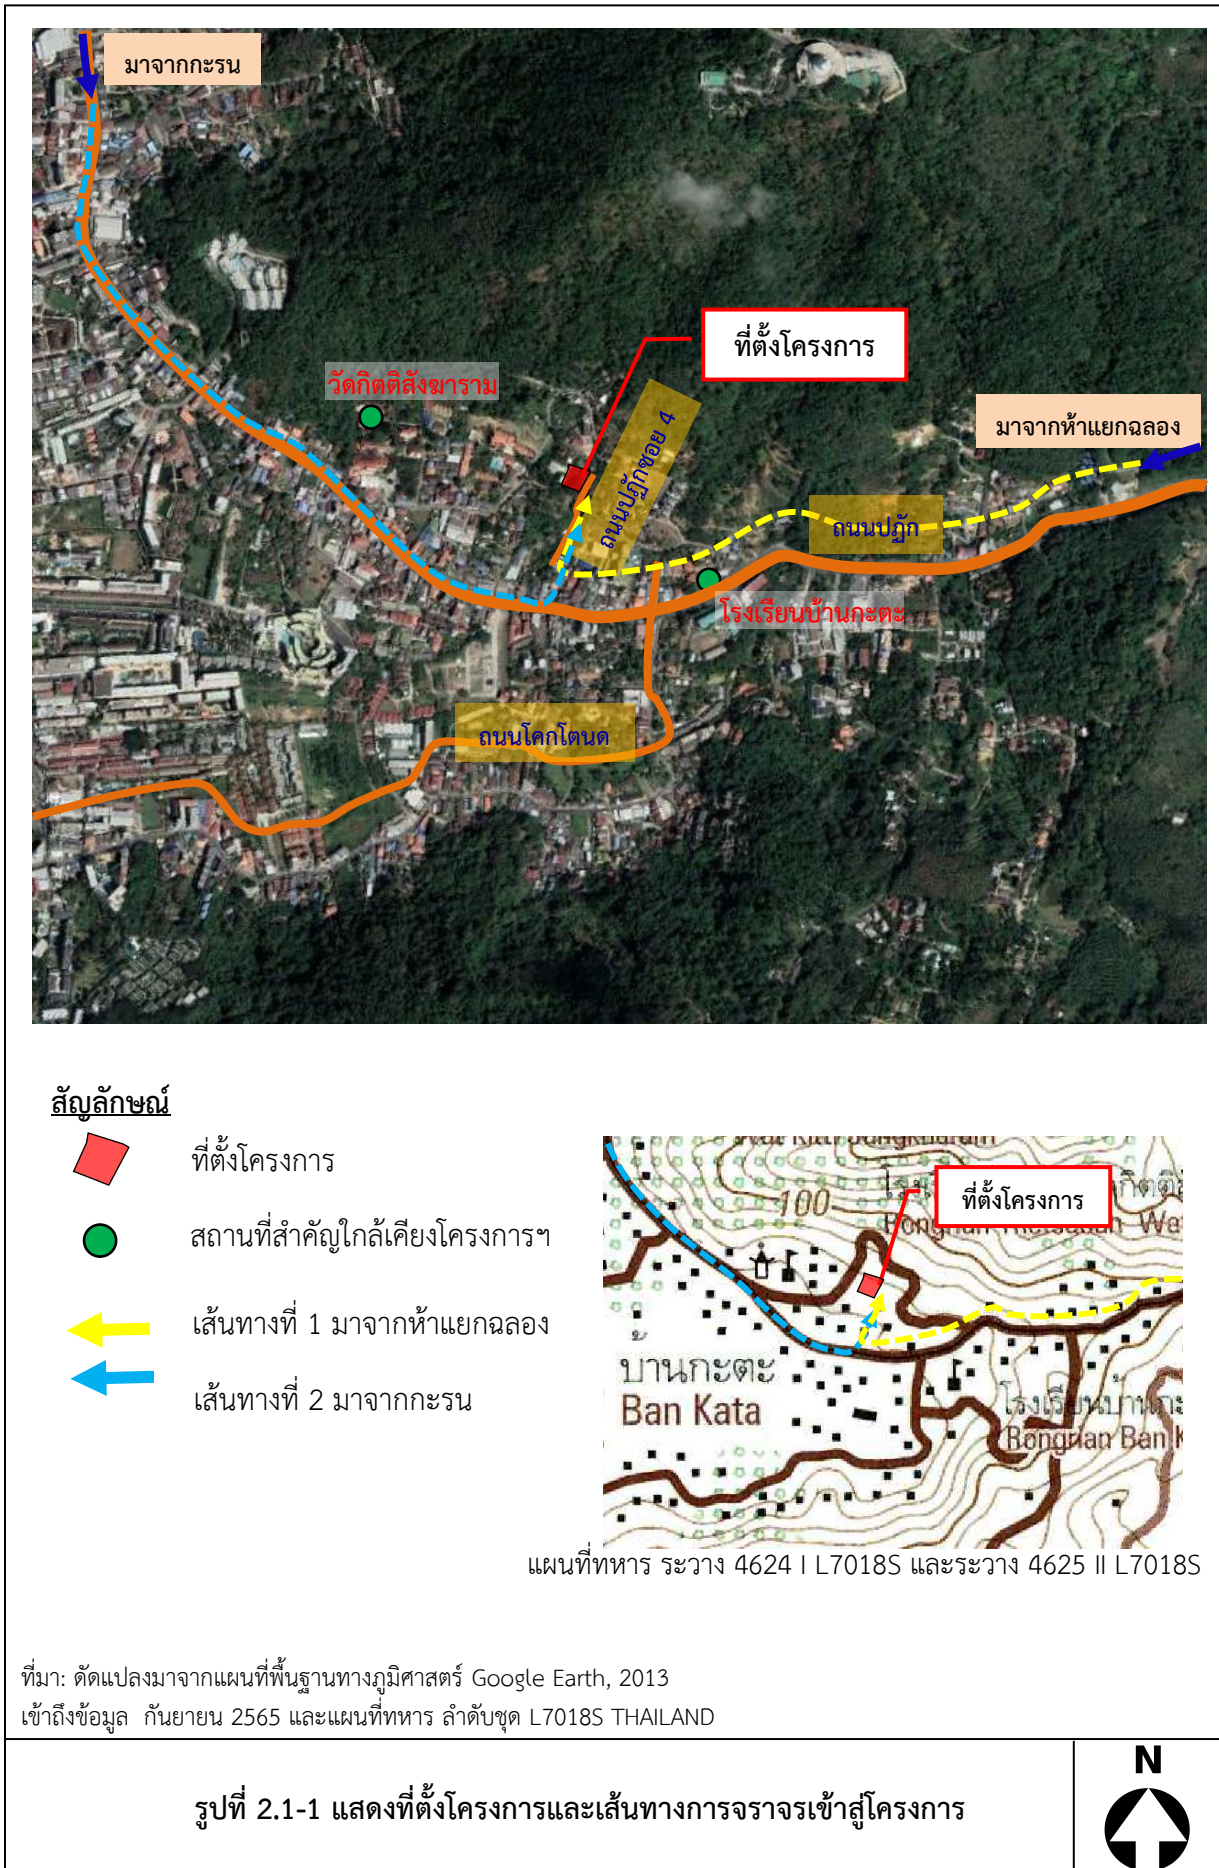 มาจากกะรน
ที่ตั้งโครงการ
วัดกิตติสังฆาราม
ถนนปฏักซอย 4
มาจากห้าแยกฉลอง
ถนนปฏัก
โรงเรียนบ้านกะตะ
ถนนโคกโตนด
สัญลักษณ์
ที่ตั้งโครงการ
สถานที่สำคัญใกล้เคียงโครงการฯ
เส้นทางที่ 1 มาจากห้าแยกฉลอง
เส้นทางที่ 2 มาจากกะรน
ที่ตั้งโครงการ
100
บ้านกะตะ
Ban Kata
โรงเรียนบ้านกะ
Rongrian Ban K
แผนที่ทหาร ระวาง 4624 I L7018S และระวาง 4625 II L7018S
ที่มา: ดัดแปลงมาจากแผนที่พื้นฐานทางภูมิศาสตร์ Google Earth, 2013
เข้าถึงข้อมูล กันยายน 2565 และแผนที่ทหาร ลำดับชุด L7018S THAILAND
รูปที่ 2.1-1 แสดงที่ตั้งโครงการและเส้นทางการจราจรเข้าสู่โครงการ
N